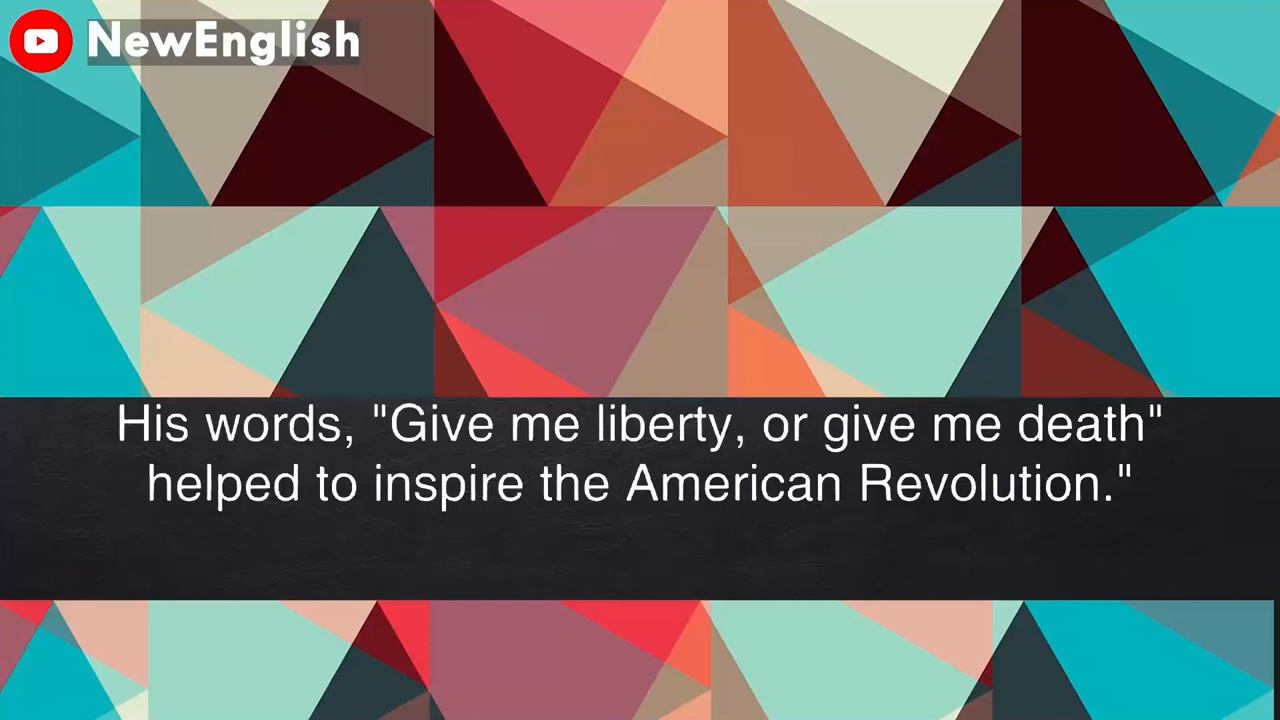 NewEnglish
His words, "Give me liberty, or give me death"
helped to inspire the American Revolution."